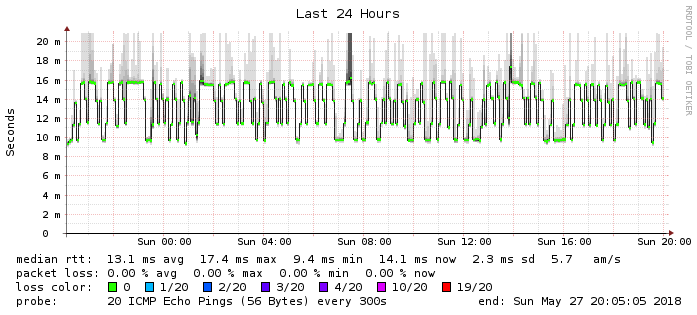 Last 24 Hours
RRDTOOL / TOBI OETIKER
Seconds
20 m
18 m
16 m
14 m
12 m
10 m
8 m
6 m
4 m
2 m
0
Sun 00:00 Sun 04:00 Sun 08:00 Sun 12:00 Sun 16:00 Sun 20:00
median rtt: 13.1 ms avg 17.4 ms max 9.4 ms min 14.1 ms now 2.3 ms sd 5.7 am/s
packet loss: 0.00 % avg 0.00 % max 0.00 % min 0.00 % now
loss color: 0 1/20 2/20 3/20 4/20 10/20 19/20
probe: 20 ICMP Echo Pings (56 Bytes) every 300s end: Sun May 27 20:05:05 2018